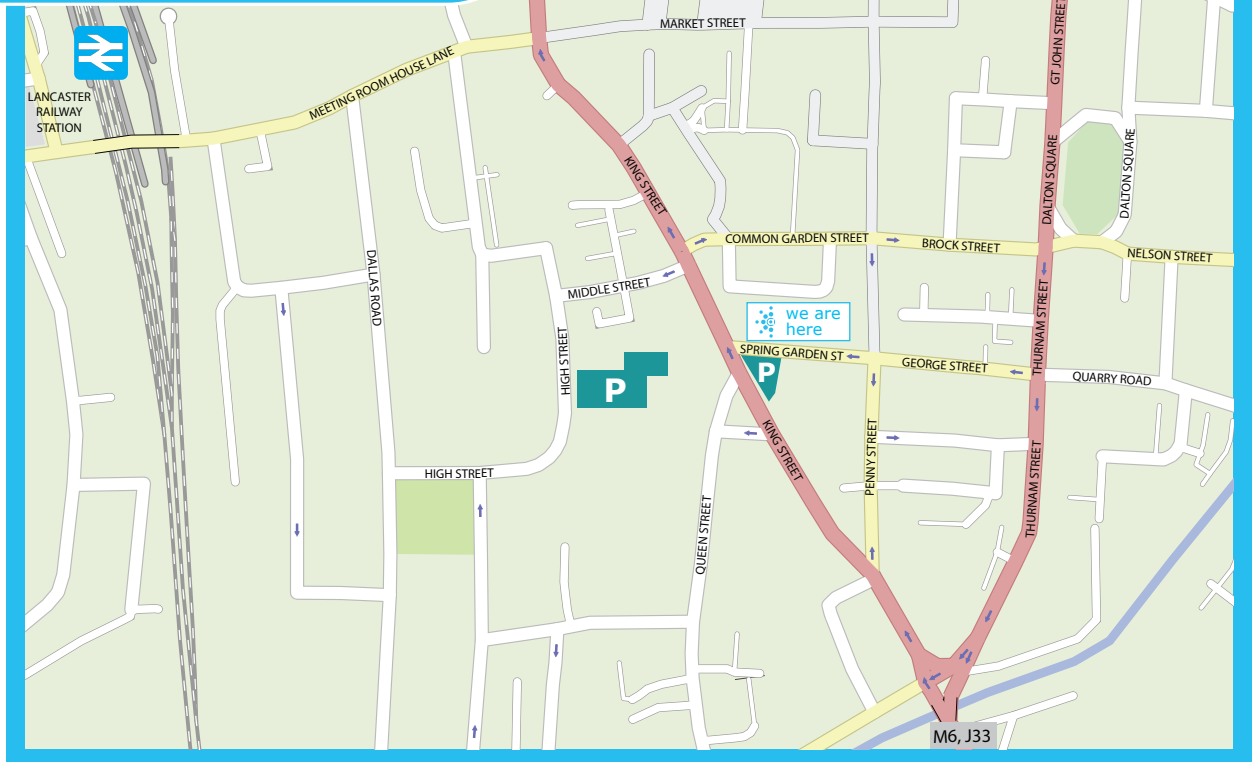 MARKET STREET
GT JOHN STREET
MEETING ROOM HOUSE LANE
LANCASTER
RAILWAY
STATION
KING STREET
DALTON SQUARE
DALTON SQUARE
COMMON GARDEN STREET
BROCK STREET
NELSON STREET
DALLAS ROAD
MIDDLE STREET
we are
here
THURNAM STREET
HIGH STREET
SPRING GARDEN ST
GEORGE STREET
QUARRY ROAD
P
P
KING STREET
PENNY STREET
THURNAM STREET
HIGH STREET
QUEEN STREET
M6, J33